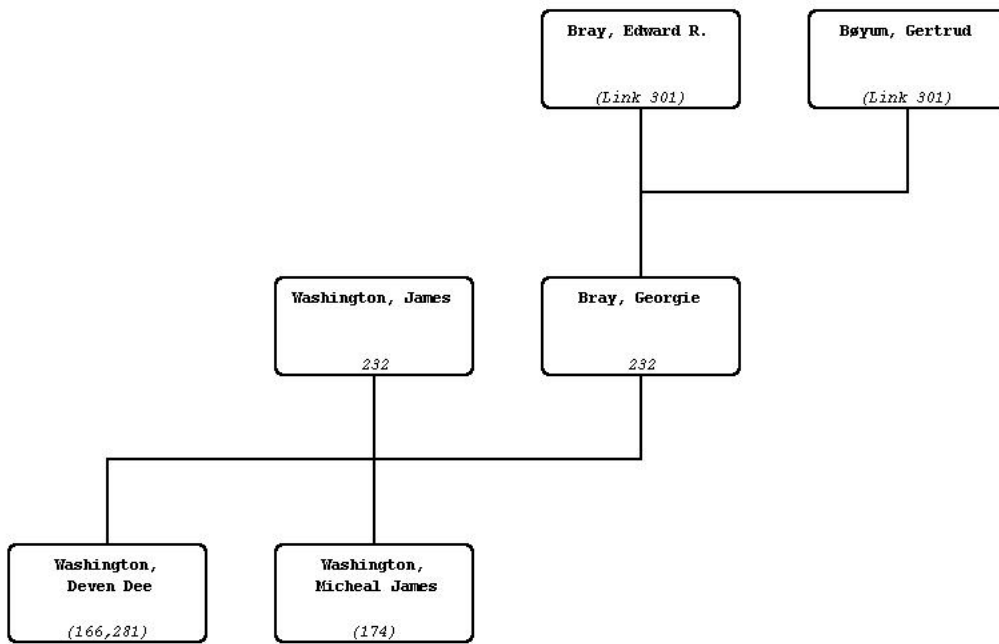 Bray, Edward R.
(Link 301)
Bøyum, Gertrud
(Link 301)
Washington, James
232
Bray, Georgie
232
Washington,
Deven Dee
(166,281)
Washington,
Micheal James
(174)